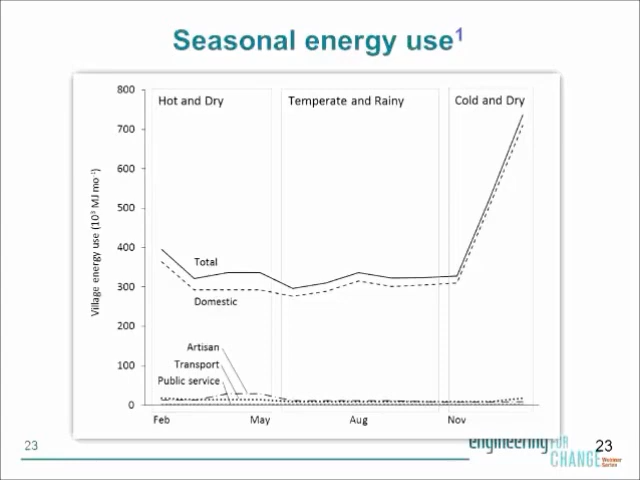 Seasonal energy use1
800
700
600
500
400
300
200
100
0
Village energy use (10³ MJ mo⁻¹)
Hot and Dry
Temperate and Rainy
Cold and Dry
Total
Domestic
Artisan
Transport
Public service
Feb
May
Aug
Nov
23
engineering FOR
CHANGE Webinar
Series
23